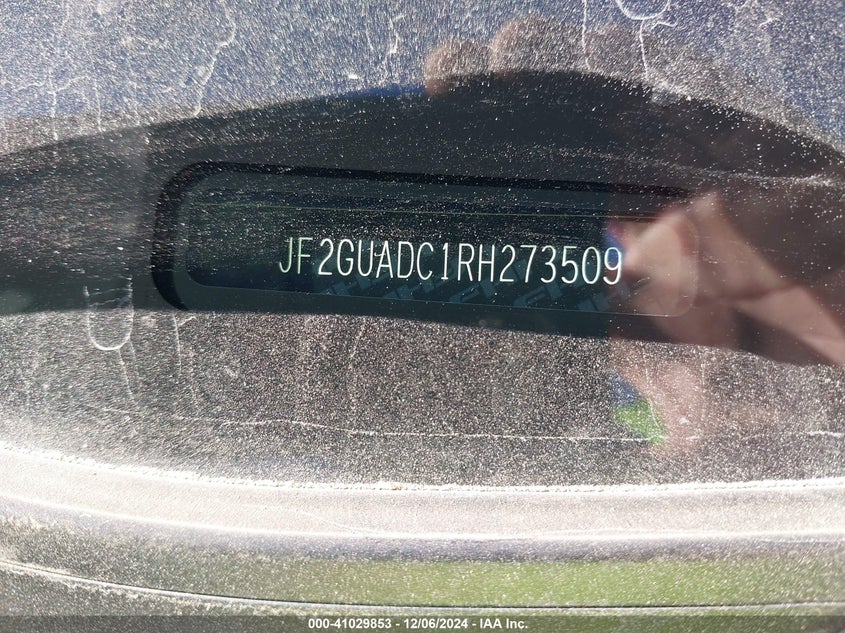 JF2GUADC1RH273509
000-41029853 - 12/06/2024 - IAA Inc.